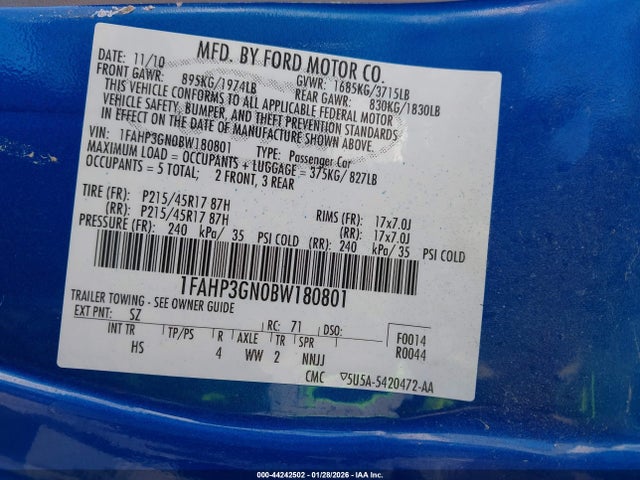 MFD. BY FORD MOTOR CO.
DATE: 11/10 GVWR: 1685KG/3715LB
FRONT GAWR: 895KG/1974LB REAR GAWR: 830KG/1830LB
THIS VEHICLE CONFORMS TO ALL APPLICABLE FEDERAL MOTOR
VEHICLE SAFETY, BUMPER, AND THEFT PREVENTION STANDARDS
IN EFFECT ON THE DATE OF MANUFACTURE SHOWN ABOVE.
VIN: 1FAHP3GN0BW180801 TYPE: Passenger Car
MAXIMUM LOAD = OCCUPANTS + LUGGAGE = 375KG/ 827LB
OCCUPANTS = 5 TOTAL; 2 FRONT, 3 REAR
TIRE (FR): P215/45R17 87H RIMS (FR): 17x7.0J
(RR): P215/45R17 87H (RR): 17x7.0J
PRESSURE (FR): 240 kPa/ 35 PSI COLD (RR): 240 kPa/ 35 PSI COLD
1FAHP3GN0BW180801
TRAILER TOWING - SEE OWNER GUIDE
EXT PNT: SZ RC: 71 DSO: F0014
INT TR TP/PS R AXLE TR SPR R0044
HS 4 WW 2 NNJJ
CMC ▽5U5A-5420472-AA
000-44242502 - 01/28/2026 - IAA Inc.